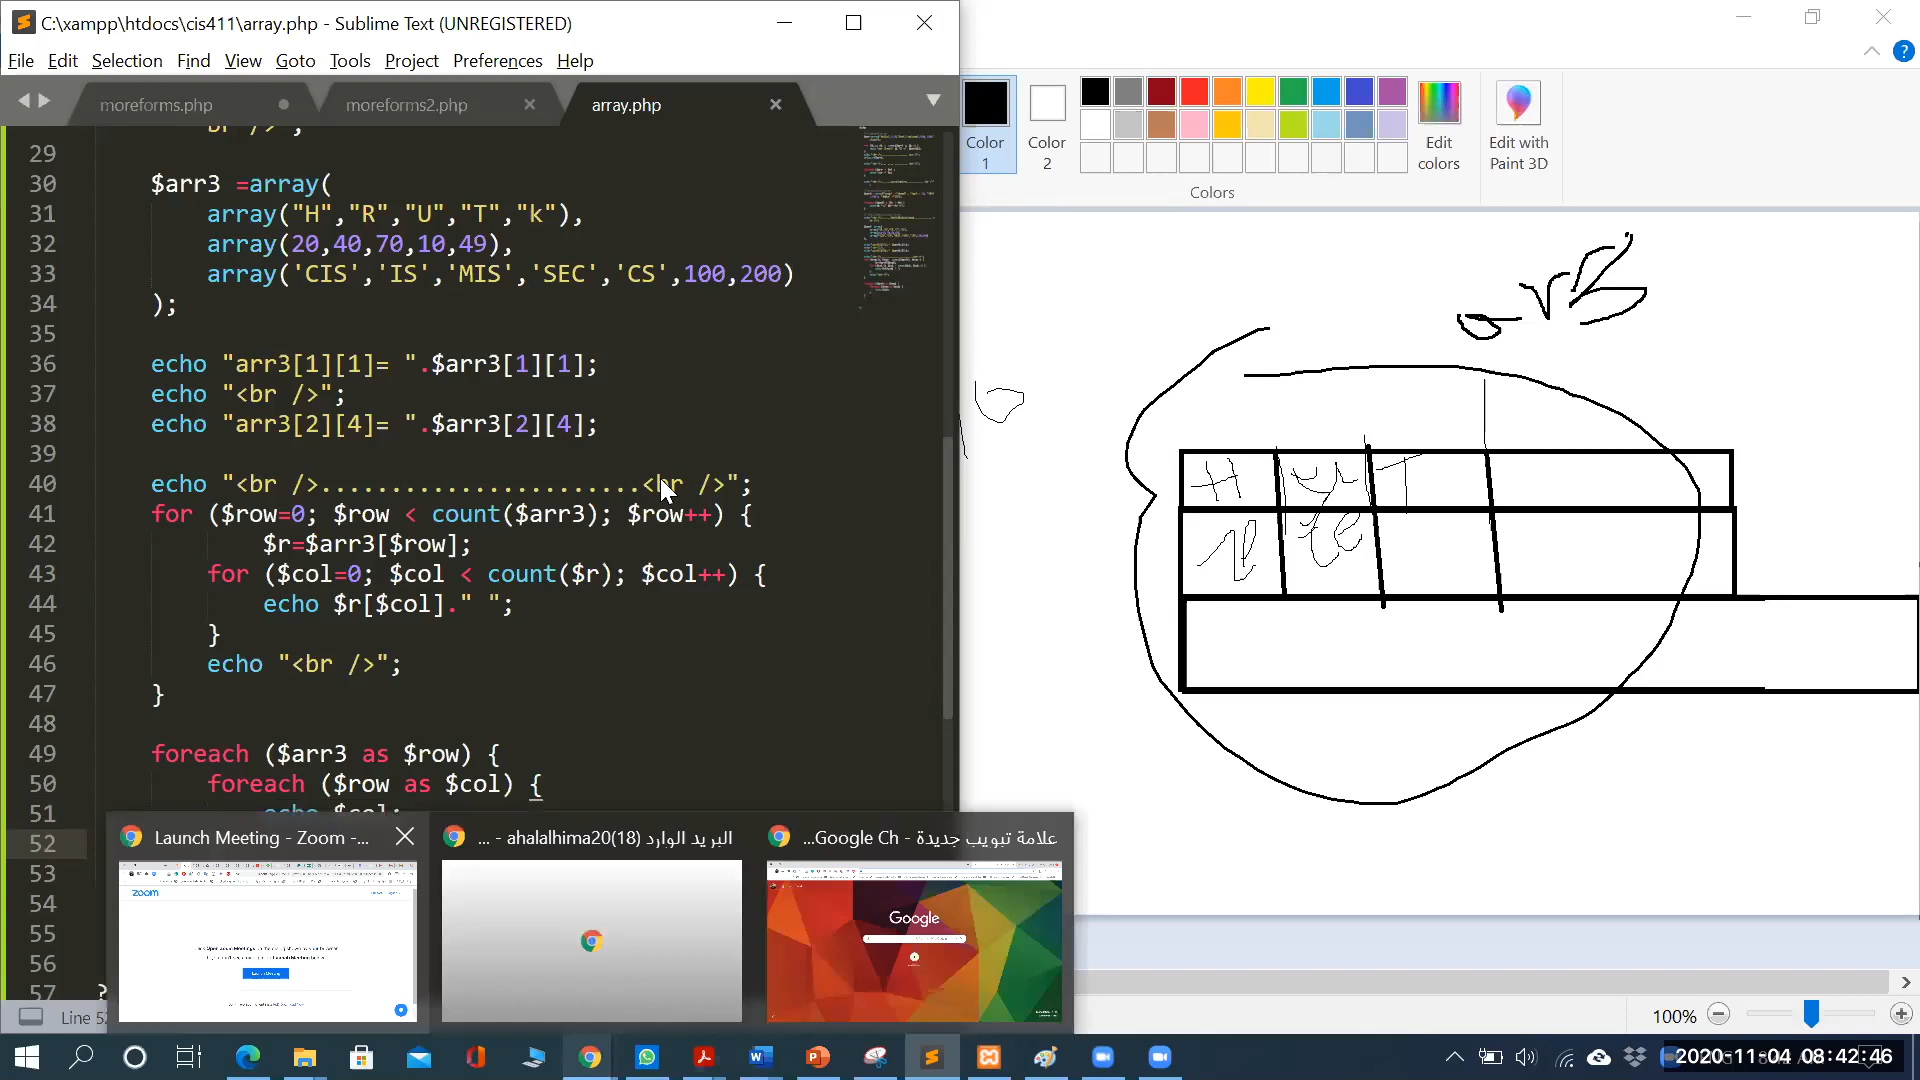 C:\xampp\htdocs\cis411\array.php - Sublime Text (UNREGISTERED)
File Edit Selection Find View Goto Tools Project Preferences Help
moreforms.php
moreforms2.php
array.php
29
30 $arr3 =array(
31 array("H","R","U","T","k"),
32 array(20,40,70,10,49),
33 array('CIS','IS','MIS','SEC','CS',100,200)
34 );
35
36 echo "arr3[1][1]= ".$arr3[1][1];
37 echo "<br />";
38 echo "arr3[2][4]= ".$arr3[2][4];
39
40 echo "<br />.......................<br />";
41 for ($row=0; $row < count($arr3); $row++) {
42 $r=$arr3[$row];
43 for ($col=0; $col < count($r); $col++) {
44 echo $r[$col]." ";
45 }
46 echo "<br />";
47 }
48
49 foreach ($arr3 as $row) {
50 foreach ($row as $col) {
51 echo $col;
52
53
54
55
56
57 ?
Color 1
Color 2
Edit colors
Edit with Paint 3D
Colors
H
T
Launch Meeting - Zoom -...
البريد الوارد (18) ahalalhima20 - ...
علامة تبويب جديدة - Google Ch...
zoom
Launch Meeting
Google
100%
2020-11-04 08:42:46